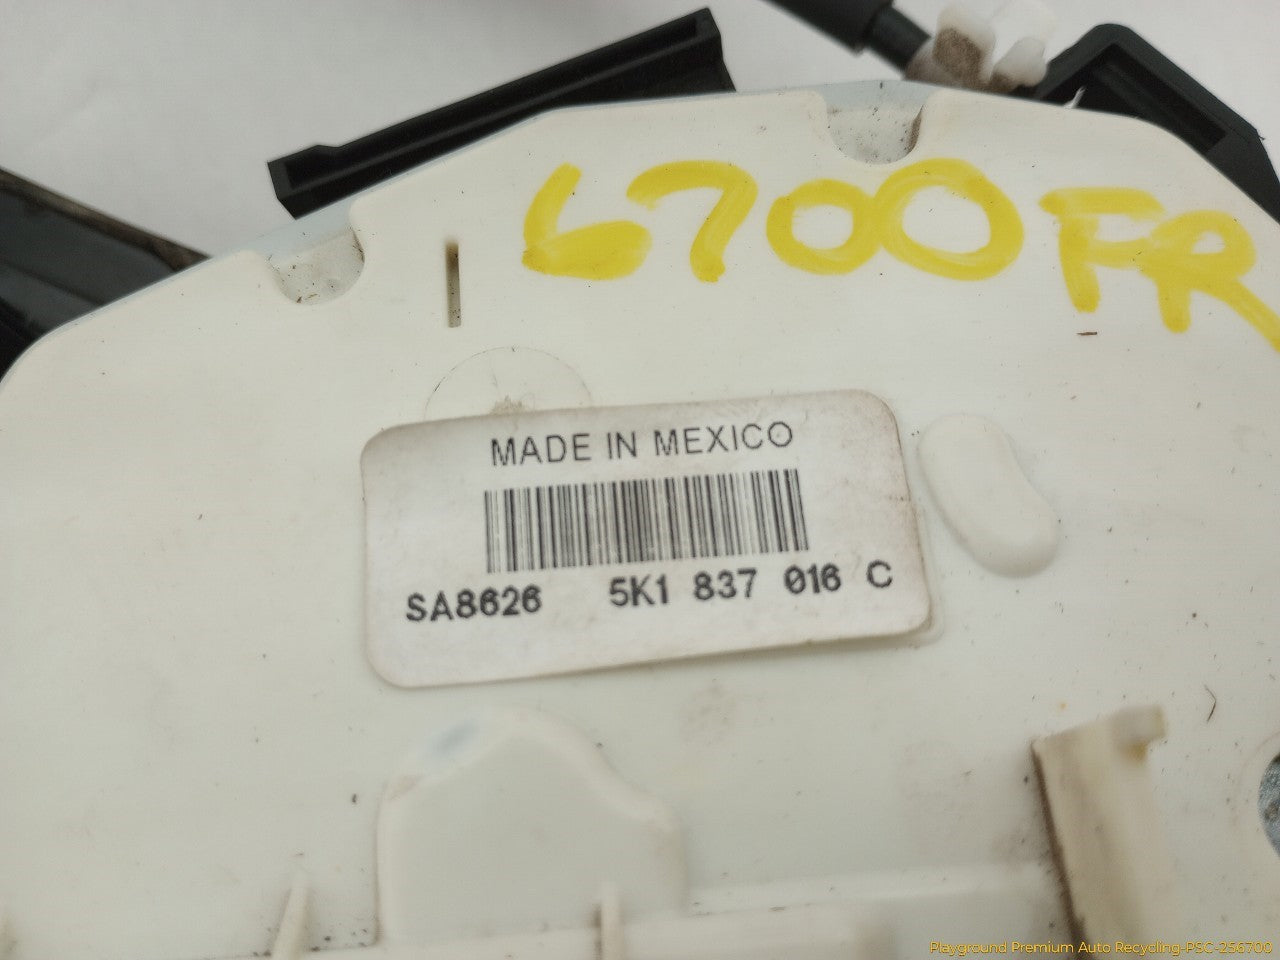 6700 FR
MADE IN MEXICO
SA8626 5K1 837 016 C
Playground Premium Auto Recycling-PSC-256700